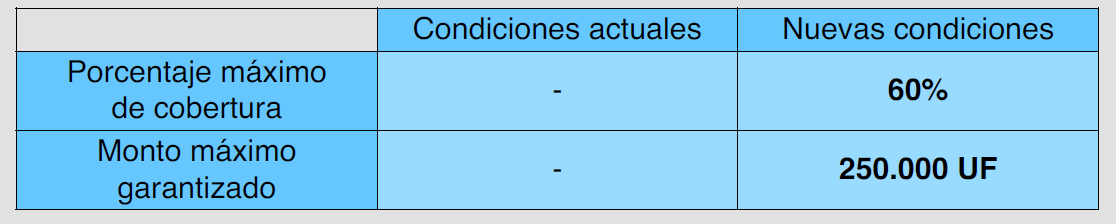 Condiciones actuales
Nuevas condiciones
Porcentaje máximo
de cobertura
-
60%
Monto máximo
garantizado
-
250.000 UF